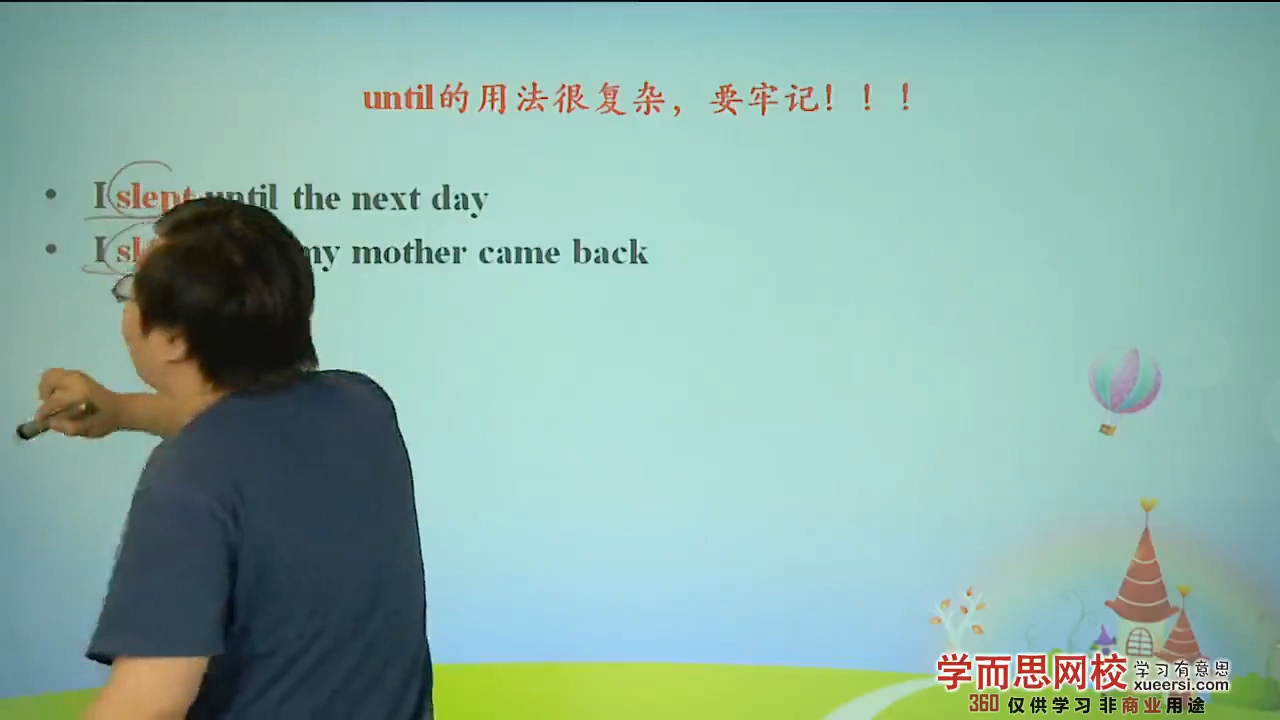 until的用法很复杂，要牢记！！！
• I slept until the next day
• I my mother came back
学而思网校 学习有意思
xueersi.com
360 仅供学习 非商业用途